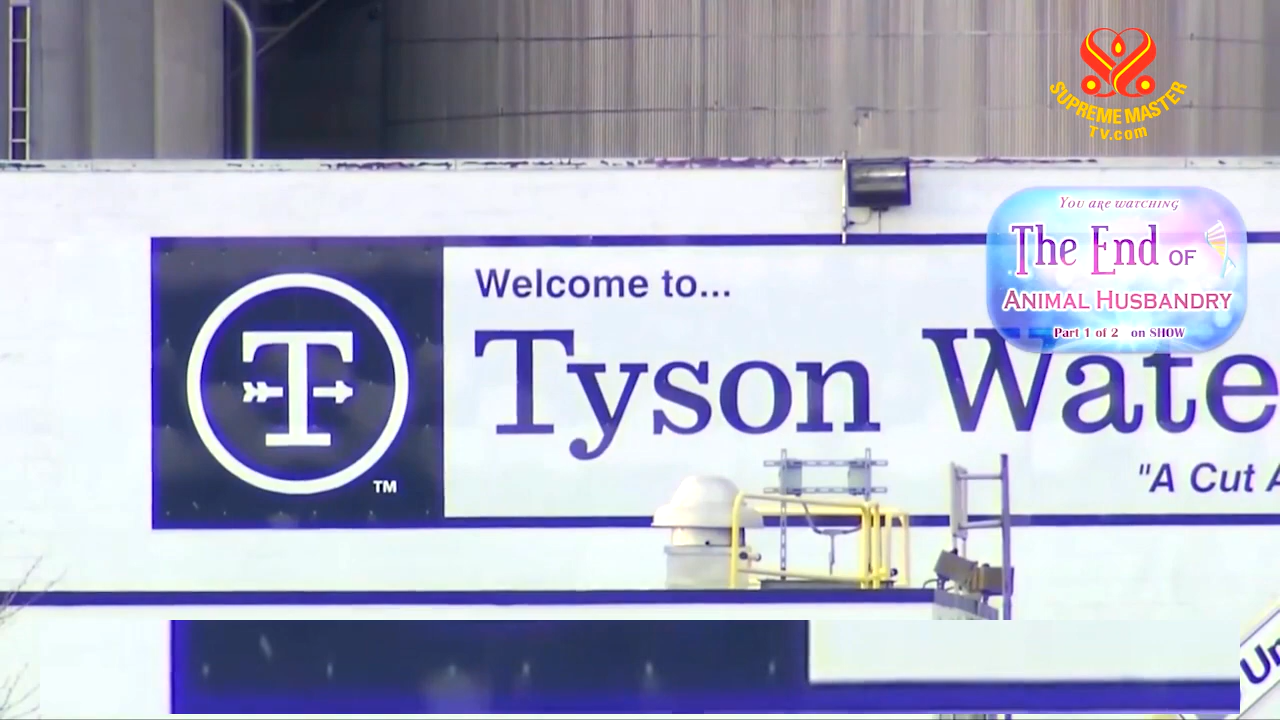 SUPREME MASTER
TV.com
YOU ARE WATCHING
The End OF
ANIMAL HUSBANDRY
Part 1 of 2 on SHOW
Welcome to...
Tyson Wate
"A Cut A
T
TM
Un